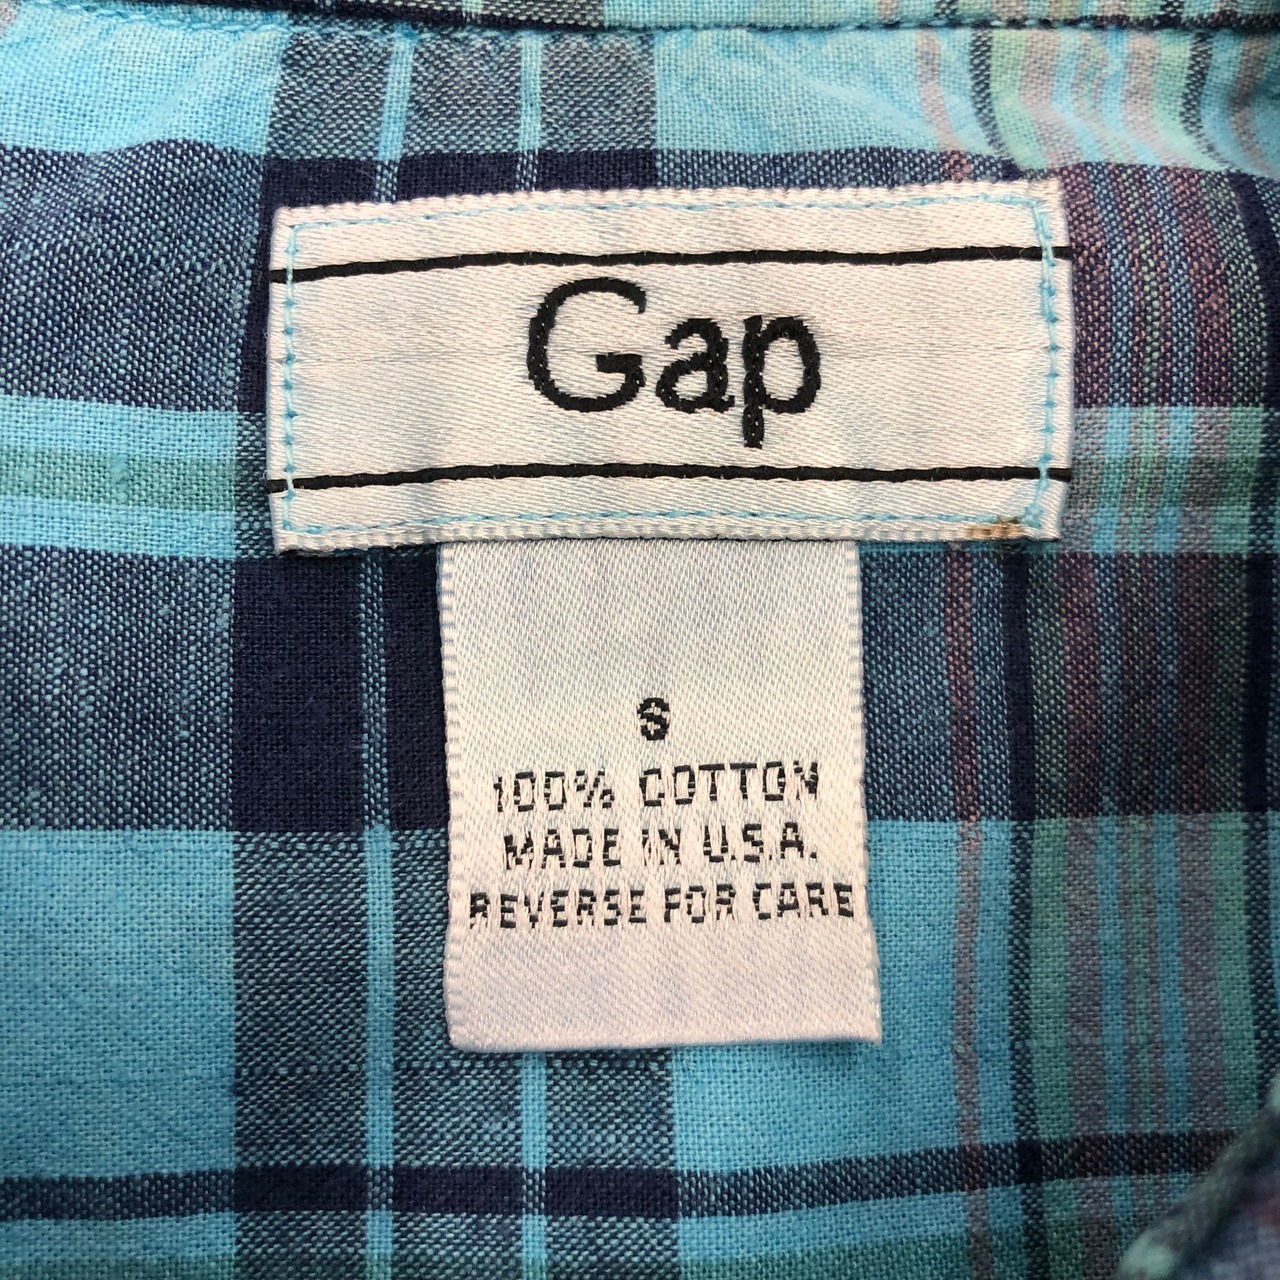 Gap
S
100% COTTON
MADE IN U.S.A.
REVERSE FOR CARE